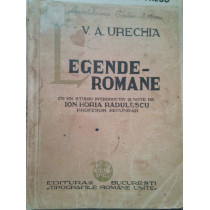 V. A. URECHIA
LEGENDE-
ROMANE
CU UN STUDIU INTRODUCTIV ȘI NOTE DE
ION HORIA RADULESCU
PROFESOR SECUNDAR
EDITURA BUCUREȘTI
"TIPOGRAFIILE ROMANE UNITE"